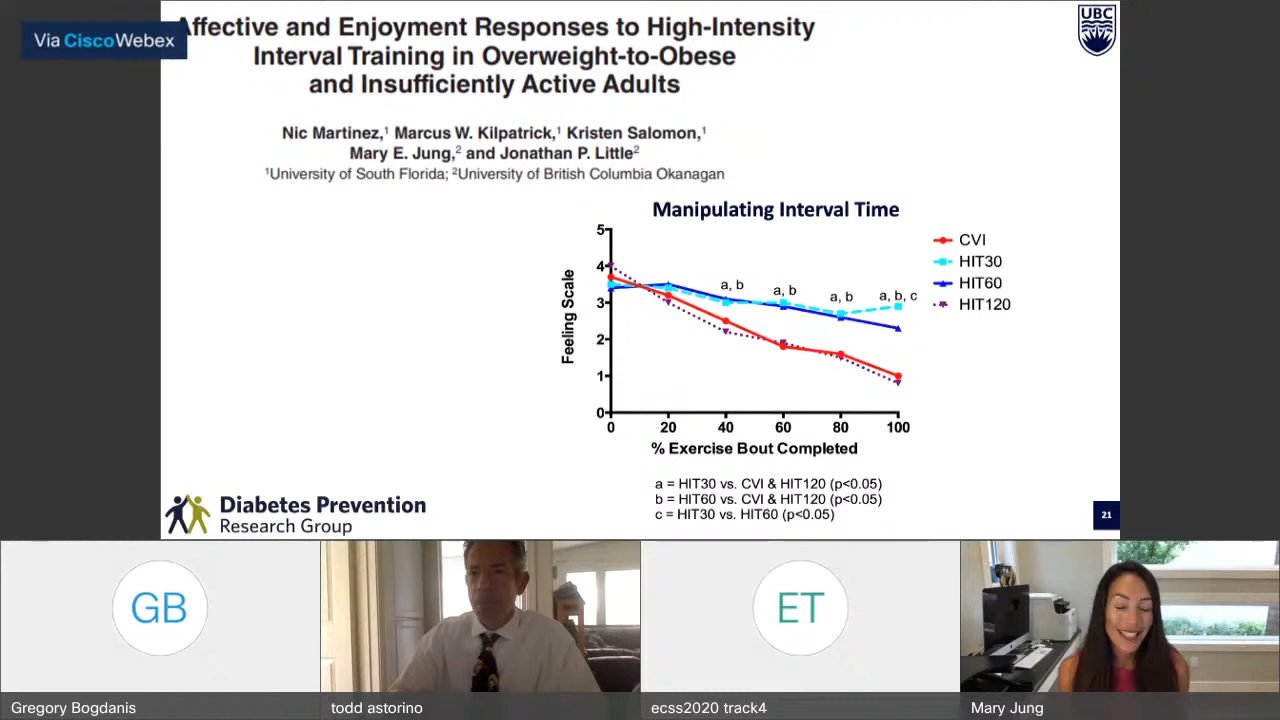 Via Cisco Webex
Affective and Enjoyment Responses to High-Intensity
Interval Training in Overweight-to-Obese
and Insufficiently Active Adults
UBC
Nic Martinez,¹ Marcus W. Kilpatrick,¹ Kristen Salomon,¹
Mary E. Jung,² and Jonathan P. Little²
¹University of South Florida; ²University of British Columbia Okanagan
Manipulating Interval Time
5
4
3
2
1
0
Feeling Scale
a, b
a, b
a, b
a, b, c
CVI
HIT30
HIT60
HIT120
0 20 40 60 80 100
% Exercise Bout Completed
a = HIT30 vs. CVI & HIT120 (p<0.05)
b = HIT60 vs. CVI & HIT120 (p<0.05)
c = HIT30 vs. HIT60 (p<0.05)
Diabetes Prevention
Research Group
21
GB
ET
Gregory Bogdanis
todd astorino
ecss2020 track4
Mary Jung